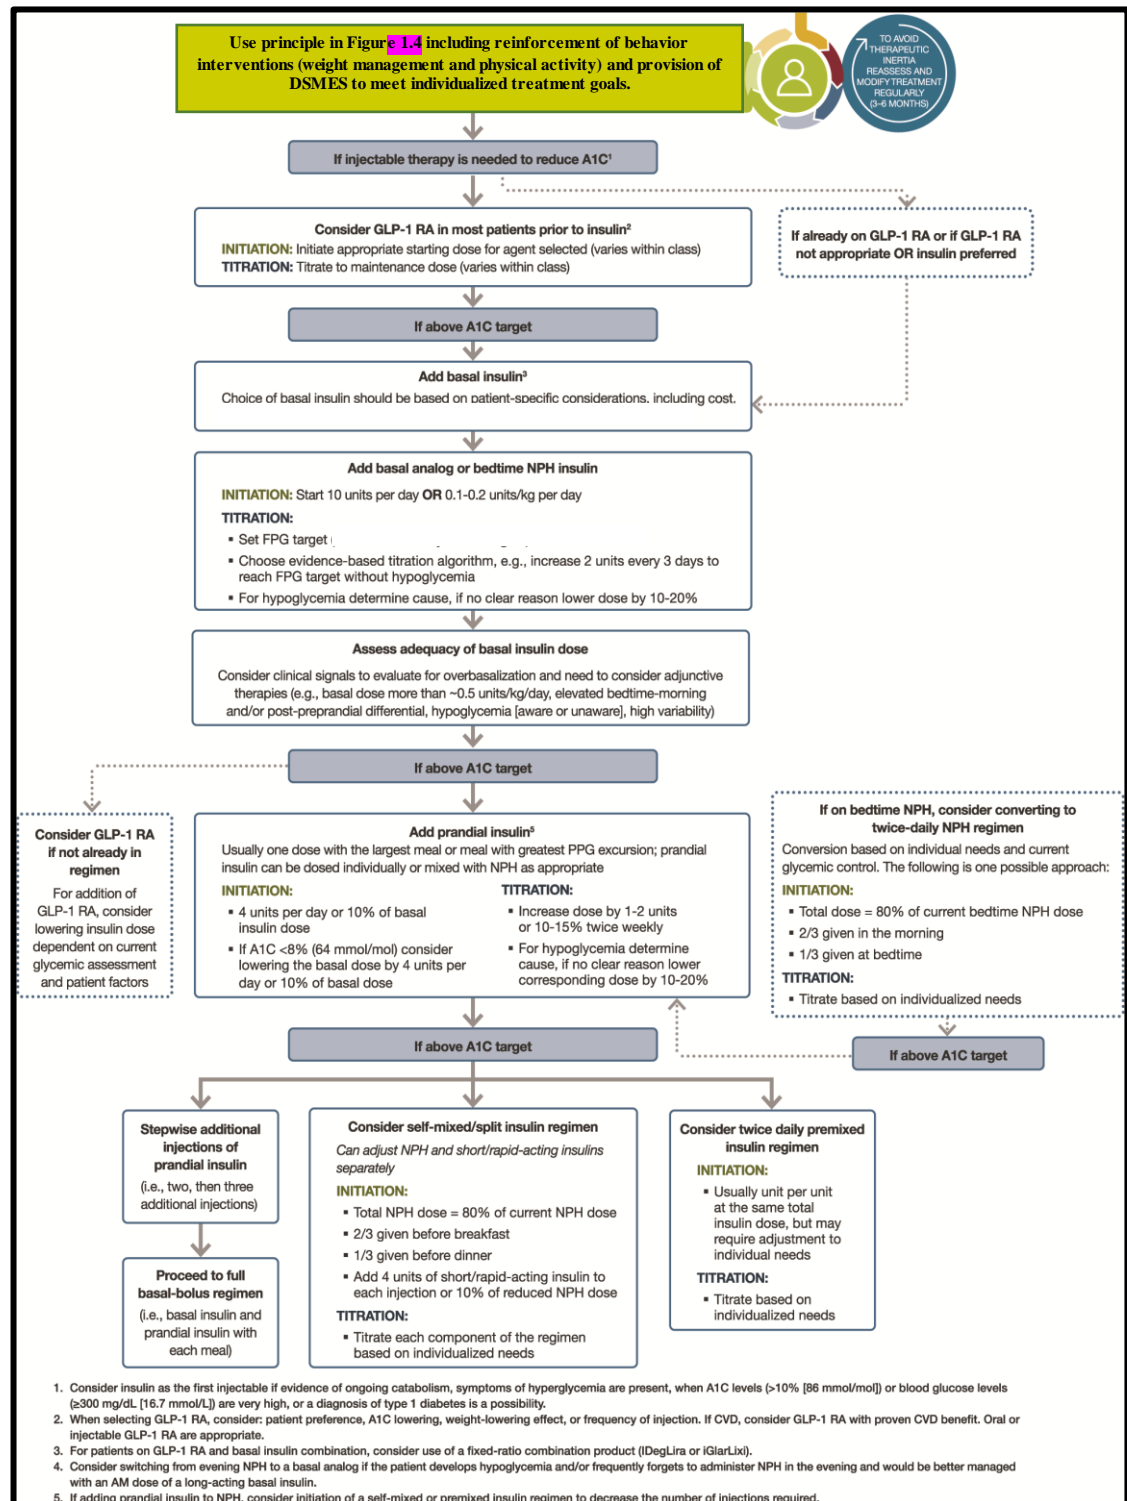 Use principle in Figure 1.4 including reinforcement of behavior
interventions (weight management and physical activity) and provision of
DSMES to meet individualized treatment goals.
TO AVOID
THERAPEUTIC
INERTIA
REASSESS AND
MODIFY TREATMENT
REGULARLY
(3–6 MONTHS)
If injectable therapy is needed to reduce A1C¹
Consider GLP-1 RA in most patients prior to insulin²
INITIATION: Initiate appropriate starting dose for agent selected (varies within class)
TITRATION: Titrate to maintenance dose (varies within class)
If already on GLP-1 RA or if GLP-1 RA
not appropriate OR insulin preferred
If above A1C target
Add basal insulin³
Choice of basal insulin should be based on patient-specific considerations, including cost.
Add basal analog or bedtime NPH insulin
INITIATION: Start 10 units per day OR 0.1-0.2 units/kg per day
TITRATION:
▪ Set FPG target
▪ Choose evidence-based titration algorithm, e.g., increase 2 units every 3 days to
reach FPG target without hypoglycemia
▪ For hypoglycemia determine cause, if no clear reason lower dose by 10-20%
Assess adequacy of basal insulin dose
Consider clinical signals to evaluate for overbasalization and need to consider adjunctive
therapies (e.g., basal dose more than ~0.5 units/kg/day, elevated bedtime-morning
and/or post-preprandial differential, hypoglycemia [aware or unaware], high variability)
If above A1C target
Consider GLP-1 RA
if not already in
regimen
For addition of
GLP-1 RA, consider
lowering insulin dose
dependent on current
glycemic assessment
and patient factors
Add prandial insulin⁵
Usually one dose with the largest meal or meal with greatest PPG excursion; prandial
insulin can be dosed individually or mixed with NPH as appropriate
INITIATION:
▪ 4 units per day or 10% of basal
insulin dose
▪ If A1C <8% (64 mmol/mol) consider
lowering the basal dose by 4 units per
day or 10% of basal dose
TITRATION:
▪ Increase dose by 1-2 units
or 10-15% twice weekly
▪ For hypoglycemia determine
cause, if no clear reason lower
corresponding dose by 10-20%
If on bedtime NPH, consider converting to
twice-daily NPH regimen
Conversion based on individual needs and current
glycemic control. The following is one possible approach:
INITIATION:
▪ Total dose = 80% of current bedtime NPH dose
▪ 2/3 given in the morning
▪ 1/3 given at bedtime
TITRATION:
▪ Titrate based on individualized needs
If above A1C target
If above A1C target
Stepwise additional
injections of
prandial insulin
(i.e., two, then three
additional injections)
Proceed to full
basal-bolus regimen
(i.e., basal insulin and
prandial insulin with
each meal)
Consider self-mixed/split insulin regimen
Can adjust NPH and short/rapid-acting insulins
separately
INITIATION:
▪ Total NPH dose = 80% of current NPH dose
▪ 2/3 given before breakfast
▪ 1/3 given before dinner
▪ Add 4 units of short/rapid-acting insulin to
each injection or 10% of reduced NPH dose
TITRATION:
▪ Titrate each component of the regimen
based on individualized needs
Consider twice daily premixed
insulin regimen
INITIATION:
▪ Usually unit per unit
at the same total
insulin dose, but may
require adjustment to
individual needs
TITRATION:
▪ Titrate based on
individualized needs
1. Consider insulin as the first injectable if evidence of ongoing catabolism, symptoms of hyperglycemia are present, when A1C levels (>10% [86 mmol/mol]) or blood glucose levels
(≥300 mg/dL [16.7 mmol/L]) are very high, or a diagnosis of type 1 diabetes is a possibility.
2. When selecting GLP-1 RA, consider: patient preference, A1C lowering, weight-lowering effect, or frequency of injection. If CVD, consider GLP-1 RA with proven CVD benefit. Oral or
injectable GLP-1 RA are appropriate.
3. For patients on GLP-1 RA and basal insulin combination, consider use of a fixed-ratio combination product (IDegLira or iGlarLixi).
4. Consider switching from evening NPH to a basal analog if the patient develops hypoglycemia and/or frequently forgets to administer NPH in the evening and would be better managed
with an AM dose of a long-acting basal insulin.
5. If adding prandial insulin to NPH, consider initiation of a self-mixed or premixed insulin regimen to decrease the number of injections required.